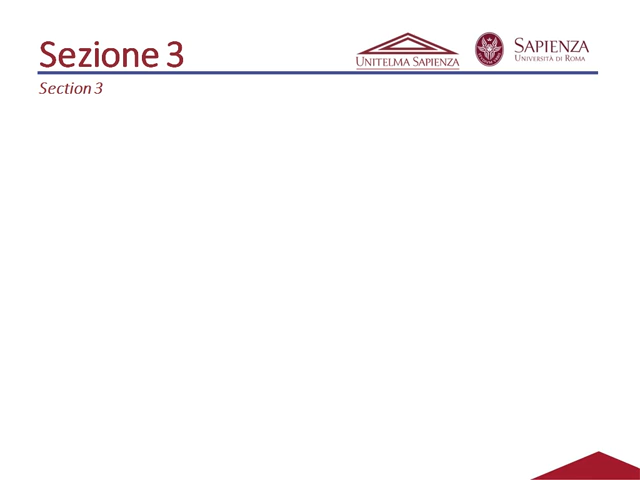 Sezione 3
UNITELMA SAPIENZA
SAPIENZA
UNIVERSITÀ DI ROMA
Section 3